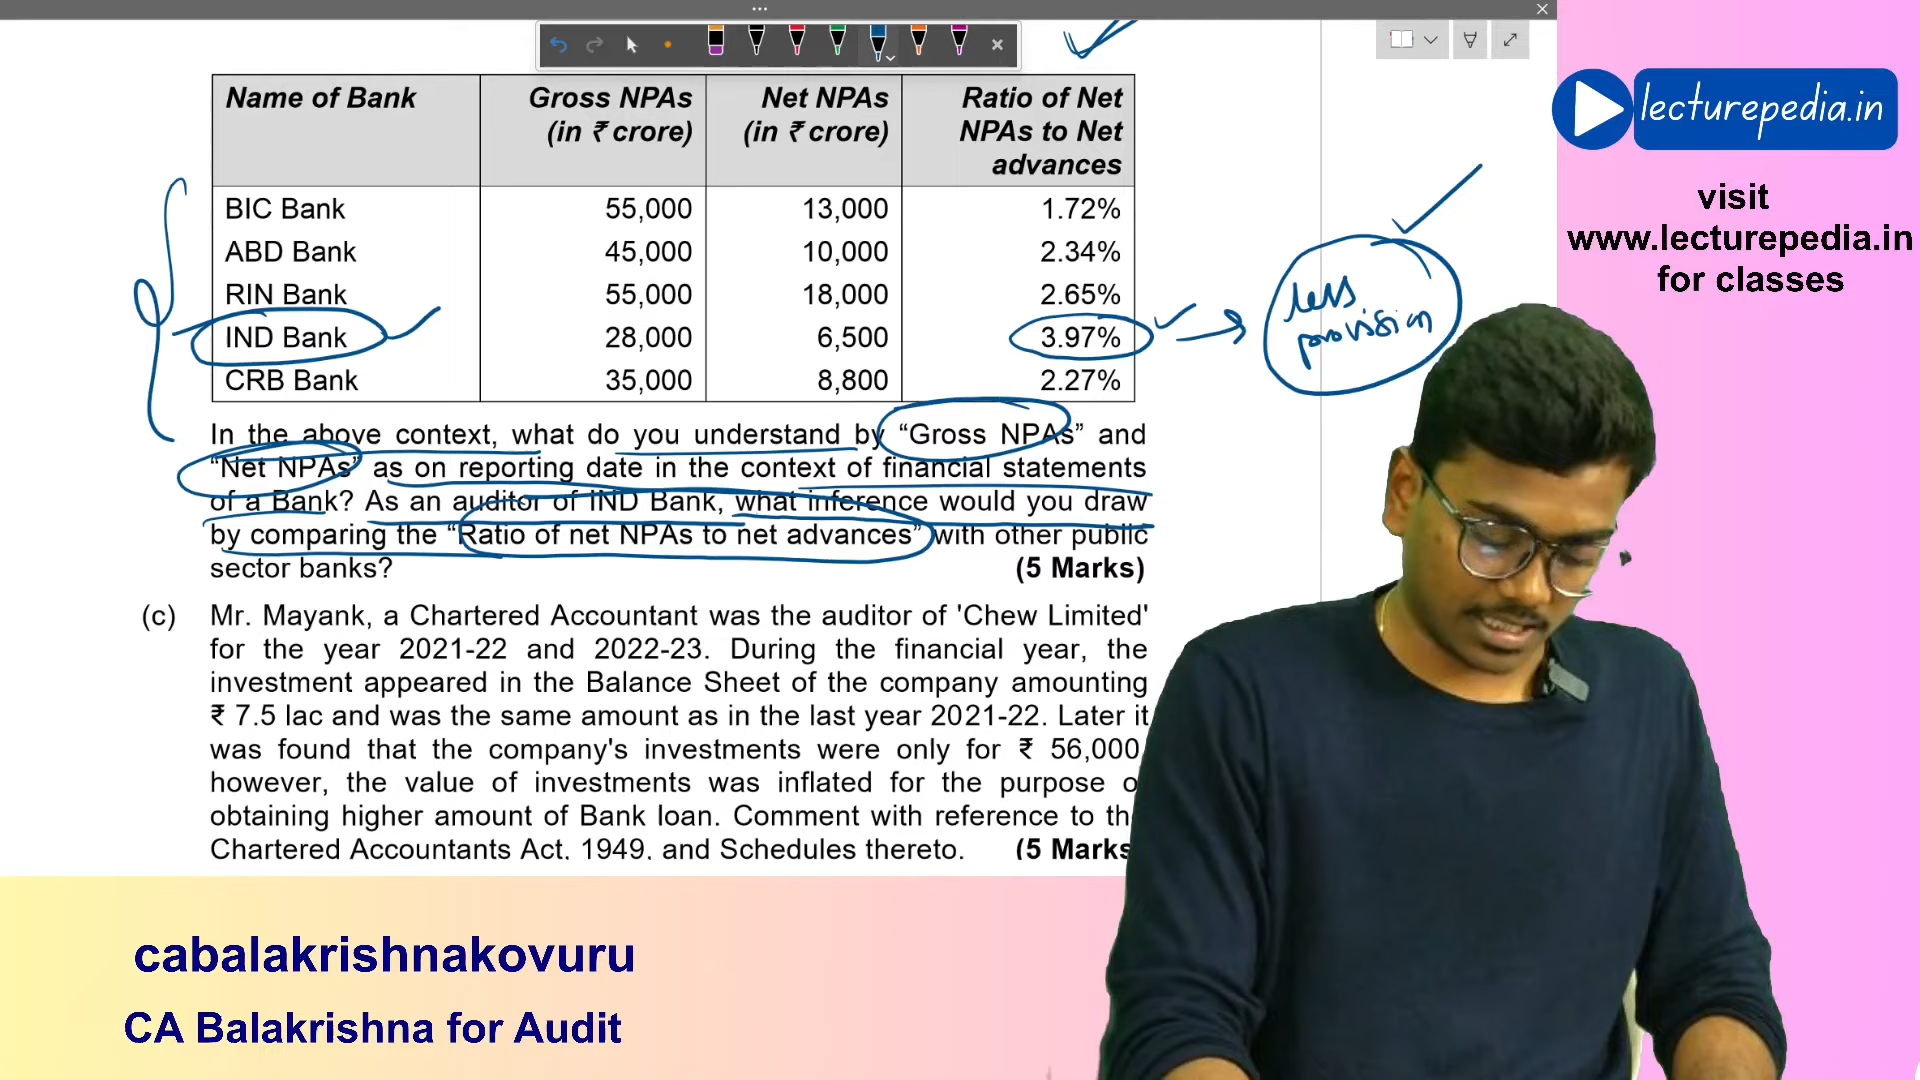 Name of Bank Gross NPAs (in ₹ crore) Net NPAs (in ₹ crore) Ratio of Net NPAs to Net advances
BIC Bank 55,000 13,000 1.72%
ABD Bank 45,000 10,000 2.34%
RIN Bank 55,000 18,000 2.65%
IND Bank 28,000 6,500 3.97%
CRB Bank 35,000 8,800 2.27%
less
provision
In the above context, what do you understand by “Gross NPAs” and
“Net NPAs” as on reporting date in the context of financial statements
of a Bank? As an auditor of IND Bank, what inference would you draw
by comparing the “Ratio of net NPAs to net advances” with other public
sector banks? (5 Marks)
(c) Mr. Mayank, a Chartered Accountant was the auditor of 'Chew Limited'
for the year 2021-22 and 2022-23. During the financial year, the
investment appeared in the Balance Sheet of the company amounting
₹ 7.5 lac and was the same amount as in the last year 2021-22. Later it
was found that the company's investments were only for ₹ 56,000
however, the value of investments was inflated for the purpose o
obtaining higher amount of Bank loan. Comment with reference to th
Chartered Accountants Act, 1949, and Schedules thereto. (5 Marks
lecturepedia.in
visit
www.lecturepedia.in
for classes
cabalakrishnakovuru
CA Balakrishna for Audit